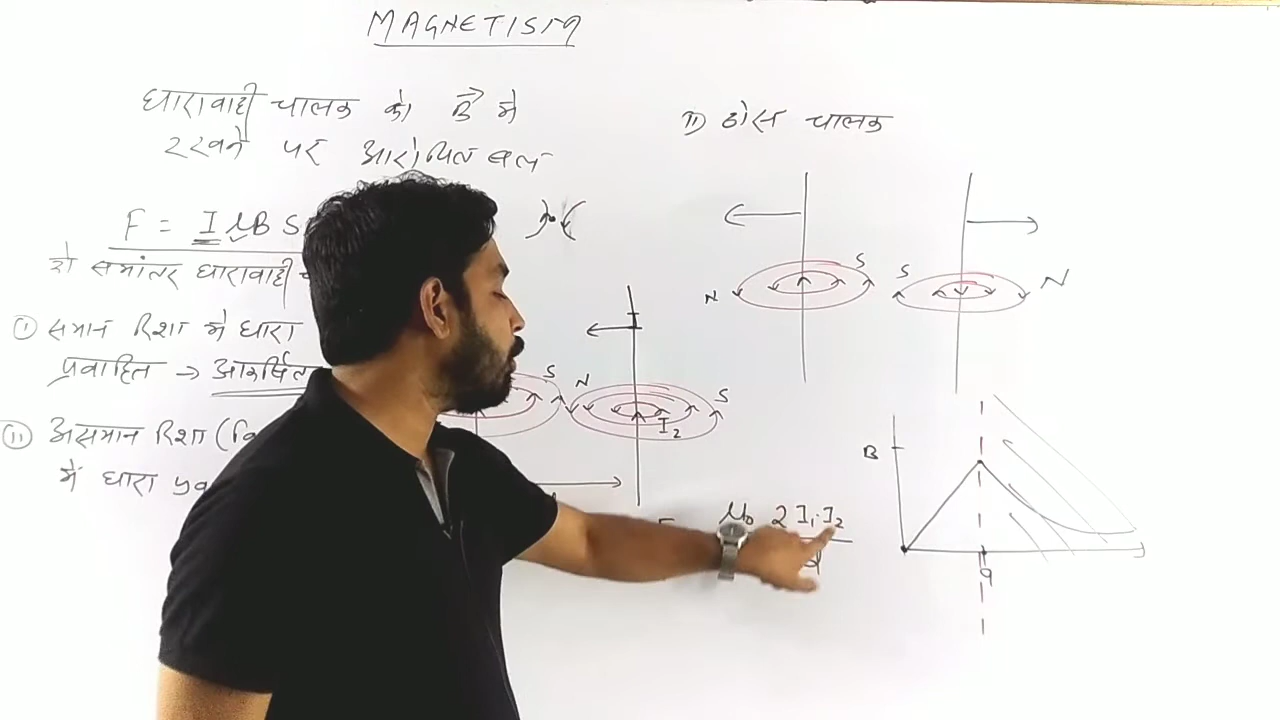 MAGNETISM
धारावाही चालक को B⃗ में
रखने पर आरोपित बल
F = I B S
दो समांतर धारावाही
(I) समान दिशा में धारा
प्रवाहित → आकर्षित
(II) असमान दिशा
में धारा
S N S
I₂
μ₀ 2 I₁ I₂
d
II) ठोस चालक
N S S N
B
a